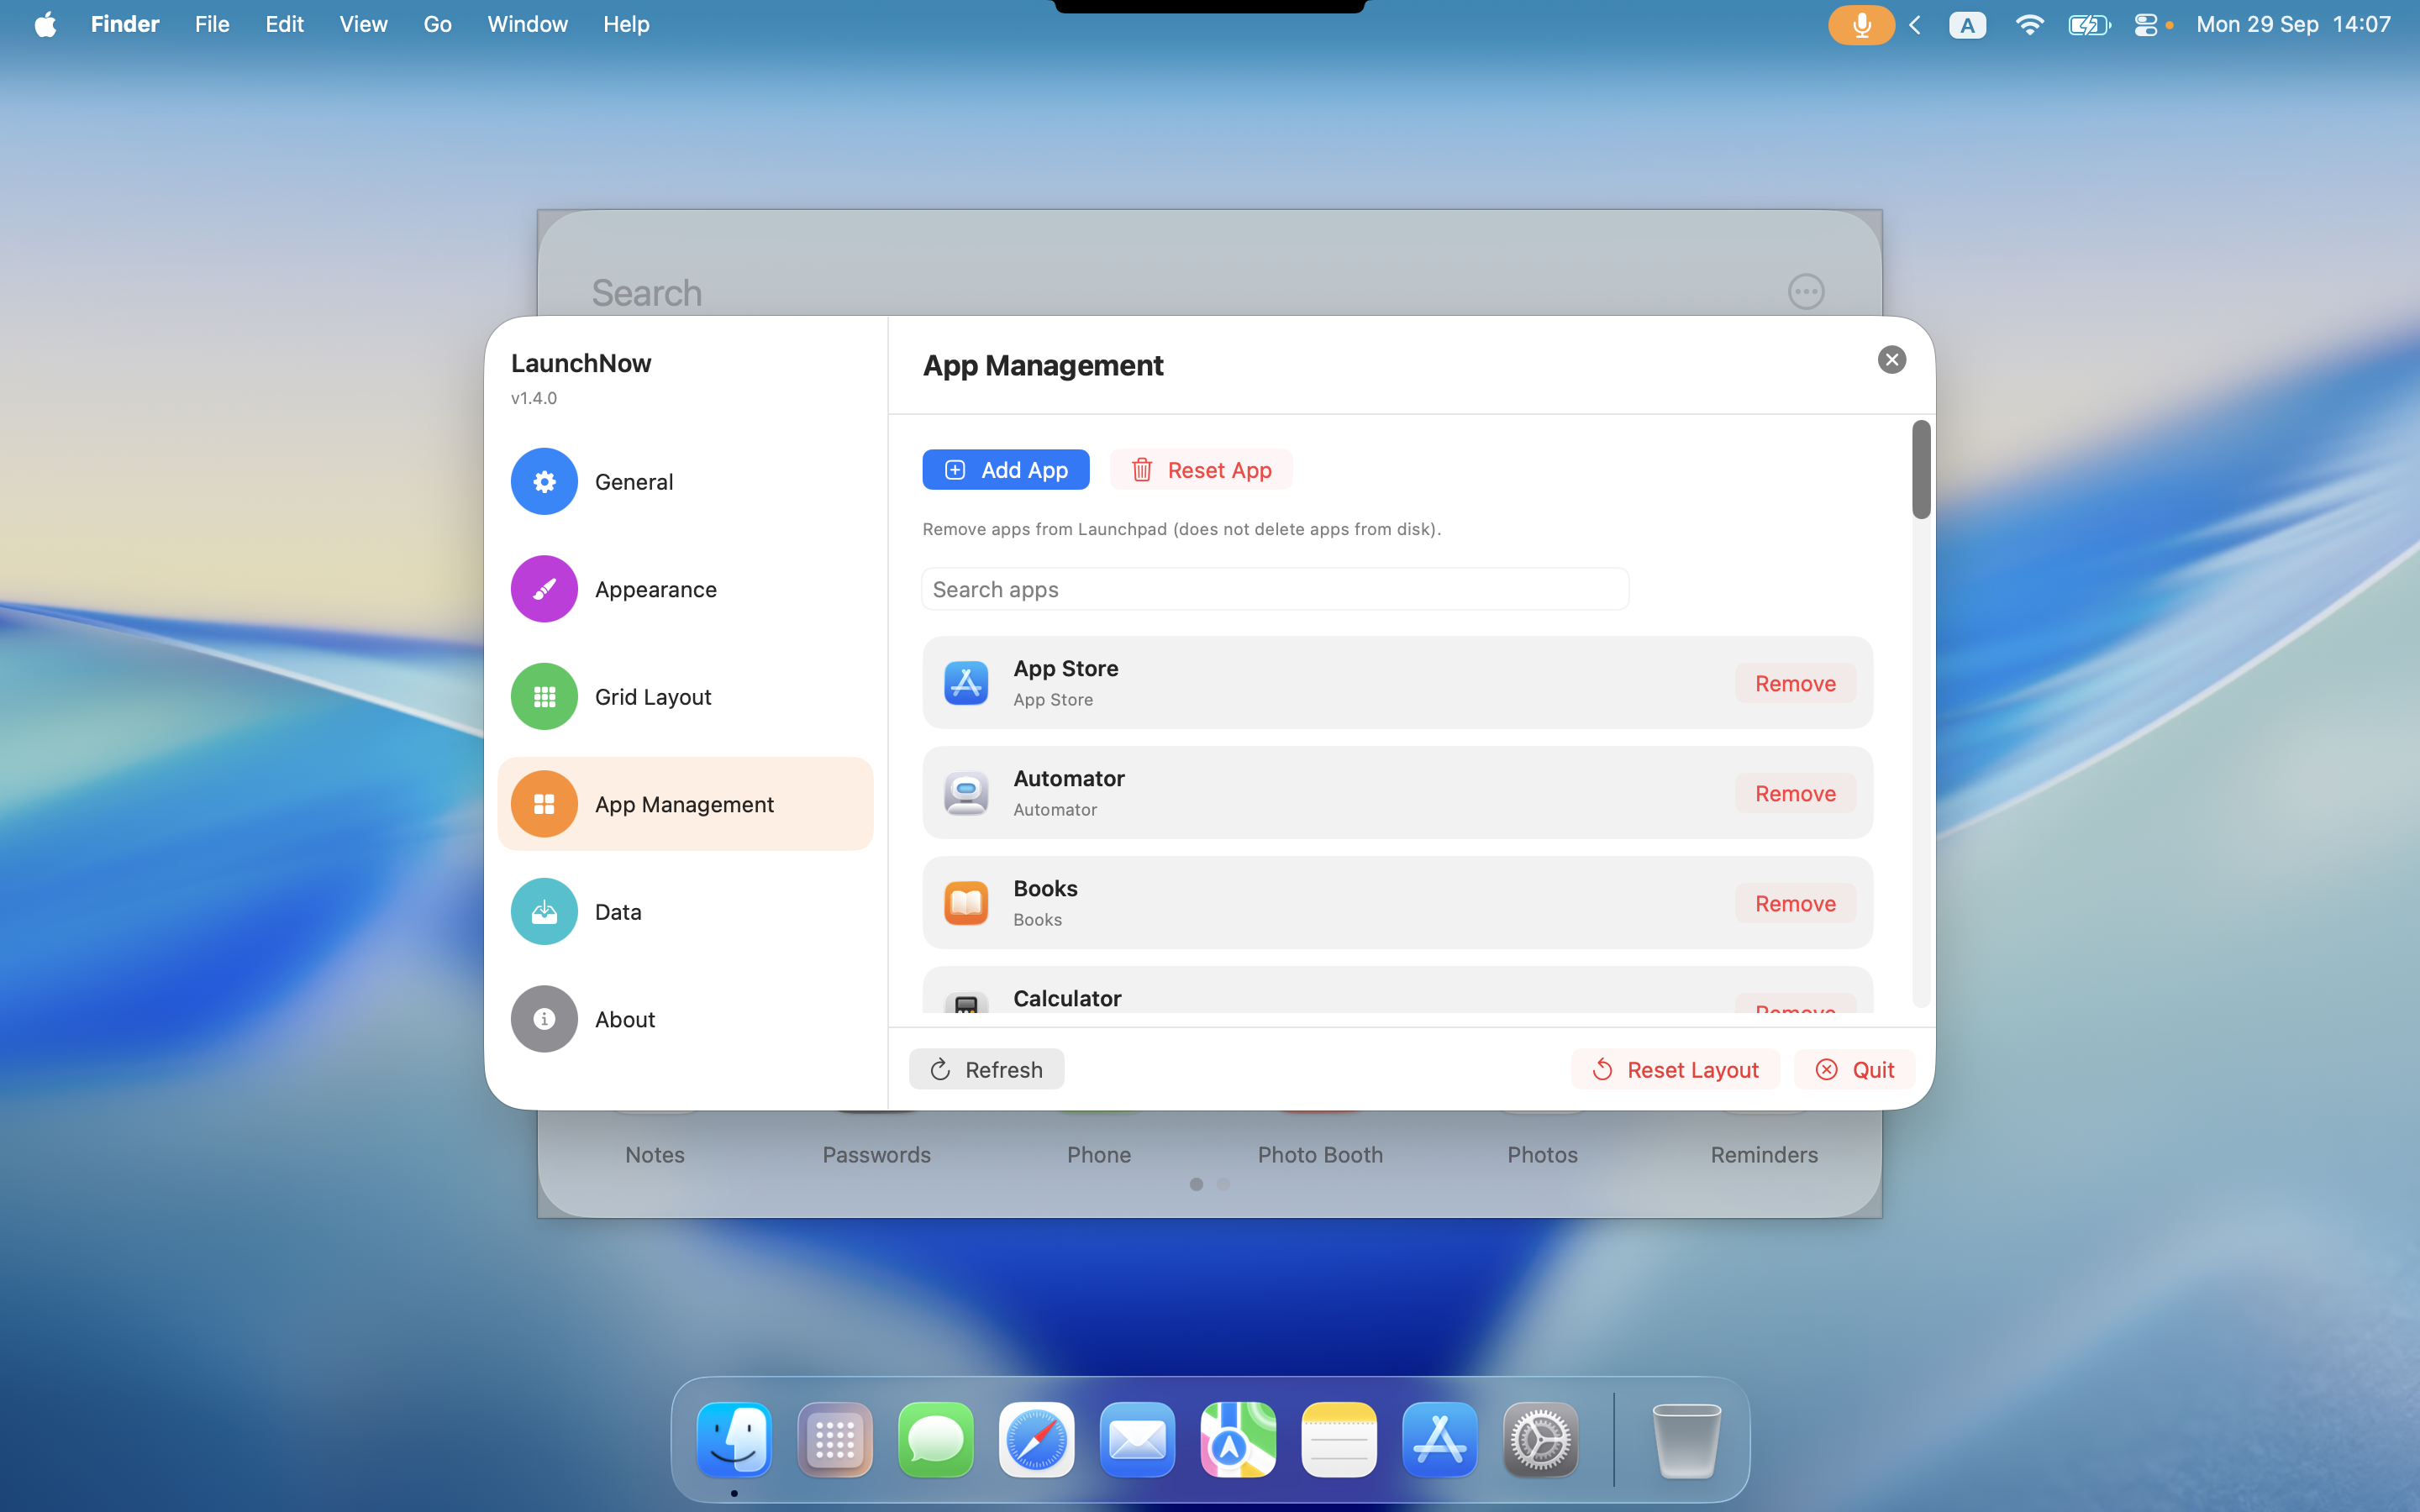 Finder File Edit View Go Window Help A Mon 29 Sep 14:07
Search
LaunchNow
v1.4.0
General
Appearance
Grid Layout
App Management
Data
About
App Management
Add App Reset App
Remove apps from Launchpad (does not delete apps from disk).
Search apps
App Store
App Store
Remove
Automator
Automator
Remove
Books
Books
Remove
Calculator
Remove
Refresh Reset Layout Quit
Notes Passwords Phone Photo Booth Photos Reminders